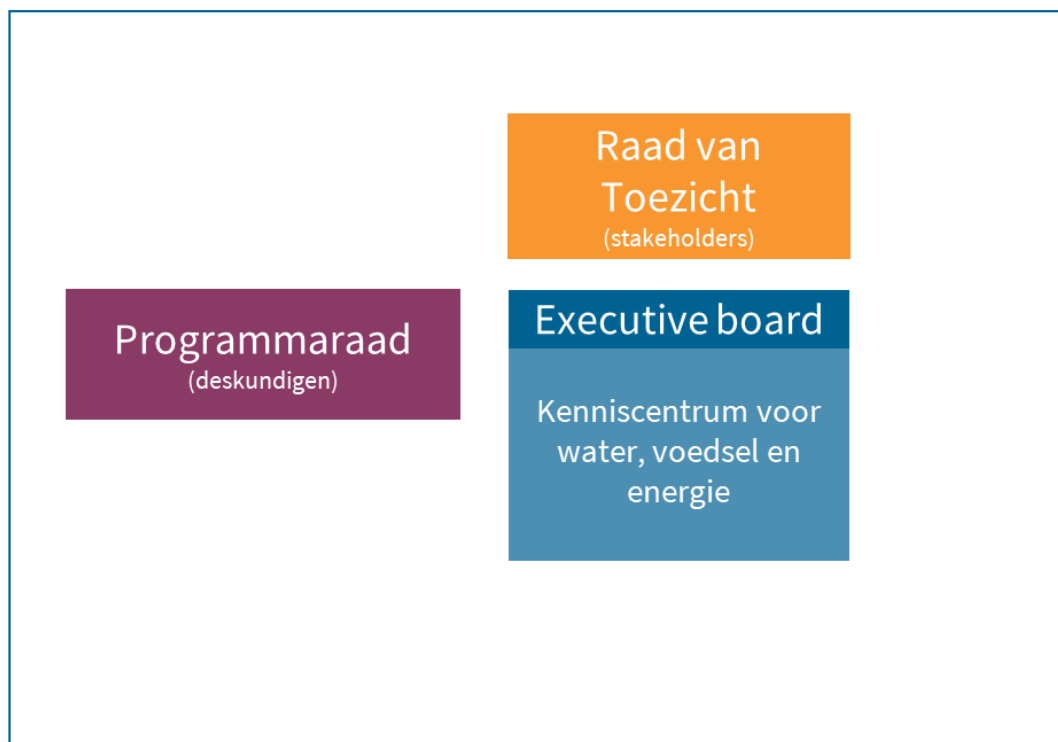 Raad van
Toezicht
(stakeholders)
Programmaraad
(deskundigen)
Executive board
Kenniscentrum voor
water, voedsel en
energie